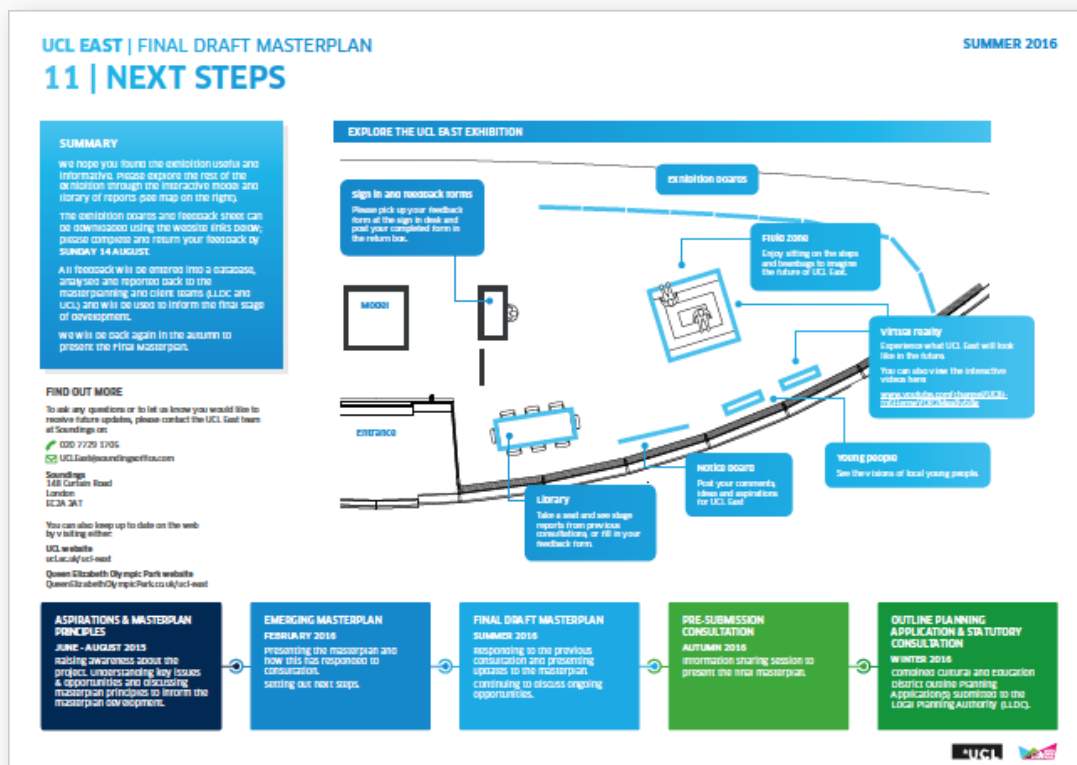 UCL EAST | FINAL DRAFT MASTERPLAN
SUMMER 2016
11 | NEXT STEPS
SUMMARY
We hope you found the exhibition useful and
informative. Please explore the rest of the
exhibition through the interactive model and
library of reports (see map on the right).
The exhibition boards and feedback sheet can
be downloaded using the website links below;
please complete and return your feedback by
SUNDAY 14 AUGUST.
All feedback will be entered into a database,
analysed and reported back to the
masterplanning and client teams (LLDC and
UCL) and will be used to inform the final stage
of development.
We will be back again in the autumn to
present the Final Masterplan.
FIND OUT MORE
To ask any questions or to let us know you would like to
receive future updates, please contact the UCL East team
at Soundings on:
020 7729 1705
UCLEast@soundingsoffice.com
Soundings
148 Curtain Road
London
EC2A 3AT
You can also keep up to date on the web
by visiting either:
UCL website
ucl.ac.uk/ucl-east
Queen Elizabeth Olympic Park website
QueenElizabethOlympicPark.co.uk/ucl-east
EXPLORE THE UCL EAST EXHIBITION
Exhibition boards
Sign in and feedback forms
Please pick up your feedback
form at the sign in desk and
post your completed form in
the return box.
Fluid zone
Enjoy sitting on the steps
and beanbags to imagine
the future of UCL East.
Model
Virtual reality
Experience what UCL East will look
like in the future.
You can also view the interactive
videos here:
Entrance
Young people
See the visions of local young people.
Notice board
Post your comments,
ideas and aspirations
for UCL East
Library
Take a seat and see stage
reports from previous
consultations, or fill in your
feedback form.
ASPIRATIONS & MASTERPLAN
PRINCIPLES
JUNE - AUGUST 2015
Raising awareness about the
project, understanding key issues
& opportunities and discussing
masterplan principles to inform the
masterplan development.
EMERGING MASTERPLAN
FEBRUARY 2016
Presenting the masterplan and
how this has responded to
consultation.
Setting out next steps.
FINAL DRAFT MASTERPLAN
SUMMER 2016
Responding to the previous
consultation and presenting
updates to the masterplan.
Continuing to discuss ongoing
opportunities.
PRE-SUBMISSION
CONSULTATION
AUTUMN 2016
Information sharing session to
present the final masterplan.
OUTLINE PLANNING
APPLICATION & STATUTORY
CONSULTATION
WINTER 2016
Combined Cultural and Education
District Outline Planning
Application(s) submitted to the
Local Planning Authority (LLDC).
UCL